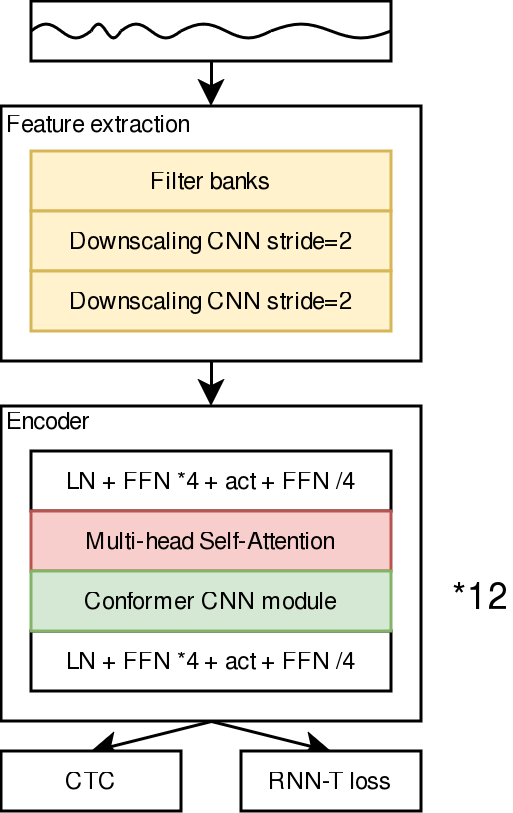 Feature extraction
Filter banks
Downscaling CNN stride=2
Downscaling CNN stride=2
Encoder
LN + FFN *4 + act + FFN /4
Multi-head Self-Attention
Conformer CNN module
*12
LN + FFN *4 + act + FFN /4
CTC
RNN-T loss